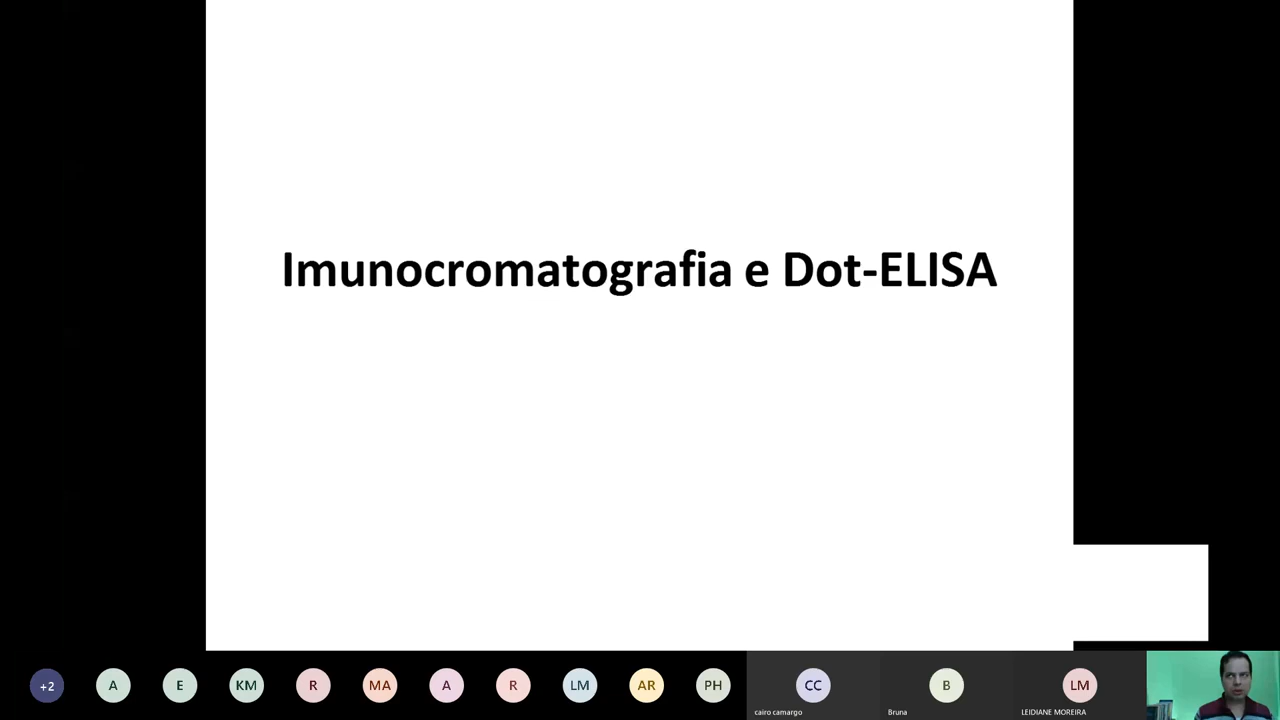 Imunocromatografia e Dot-ELISA
+2
A
E
KM
R
MA
A
R
LM
AR
PH
CC
B
LM
cairo camargo
Bruna
LEIDIANE MOREIRA